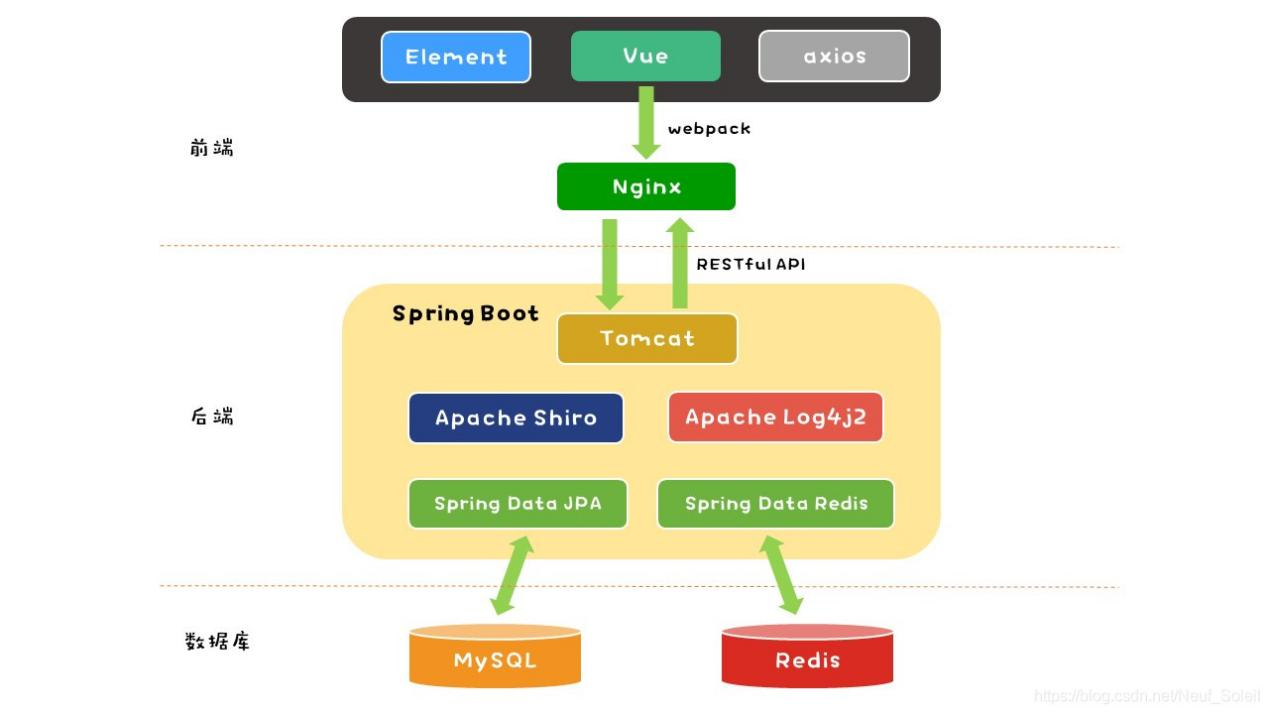 Element
Vue
axios
webpack
前端
Nginx
RESTful API
Spring Boot
Tomcat
后端
Apache Shiro
Apache Log4j2
Spring Data JPA
Spring Data Redis
数据库
MySQL
Redis
https://blog.csdn.net/Neuf_Soleil